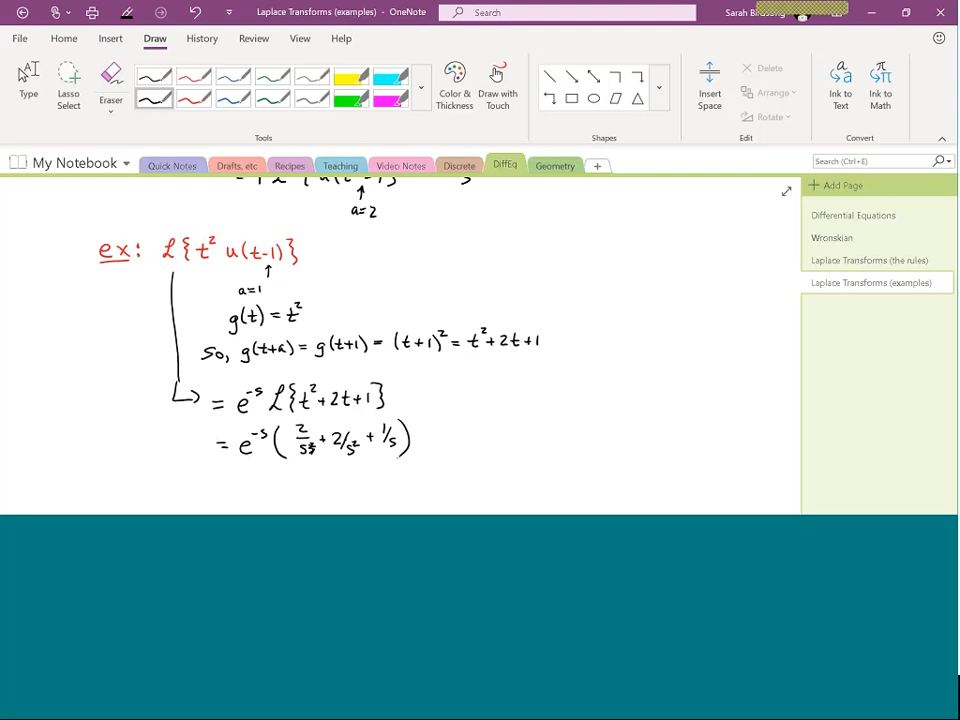 Laplace Transforms (examples) - OneNote
Search
Sarah
File Home Insert Draw History Review View Help
Type
Lasso Select
Eraser
Color & Thickness
Draw with Touch
Insert Space
Delete
Arrange
Rotate
Ink to Text
Ink to Math
Tools
Shapes
Edit
Convert
My Notebook
Quick Notes
Drafts, etc
Recipes
Teaching
Video Notes
Discrete
DiffEq
Geometry
Search (Ctrl+E)
Add Page
Differential Equations
Wronskian
Laplace Transforms (the rules)
Laplace Transforms (examples)
a=2
ex: ℒ{t² u(t-1)}
a=1
g(t) = t²
so, g(t+a) = g(t+1) = (t+1)² = t²+2t+1
= e⁻ˢ ℒ{t²+2t+1}
= e⁻ˢ (2/s³ + 2/s² + 1/s)